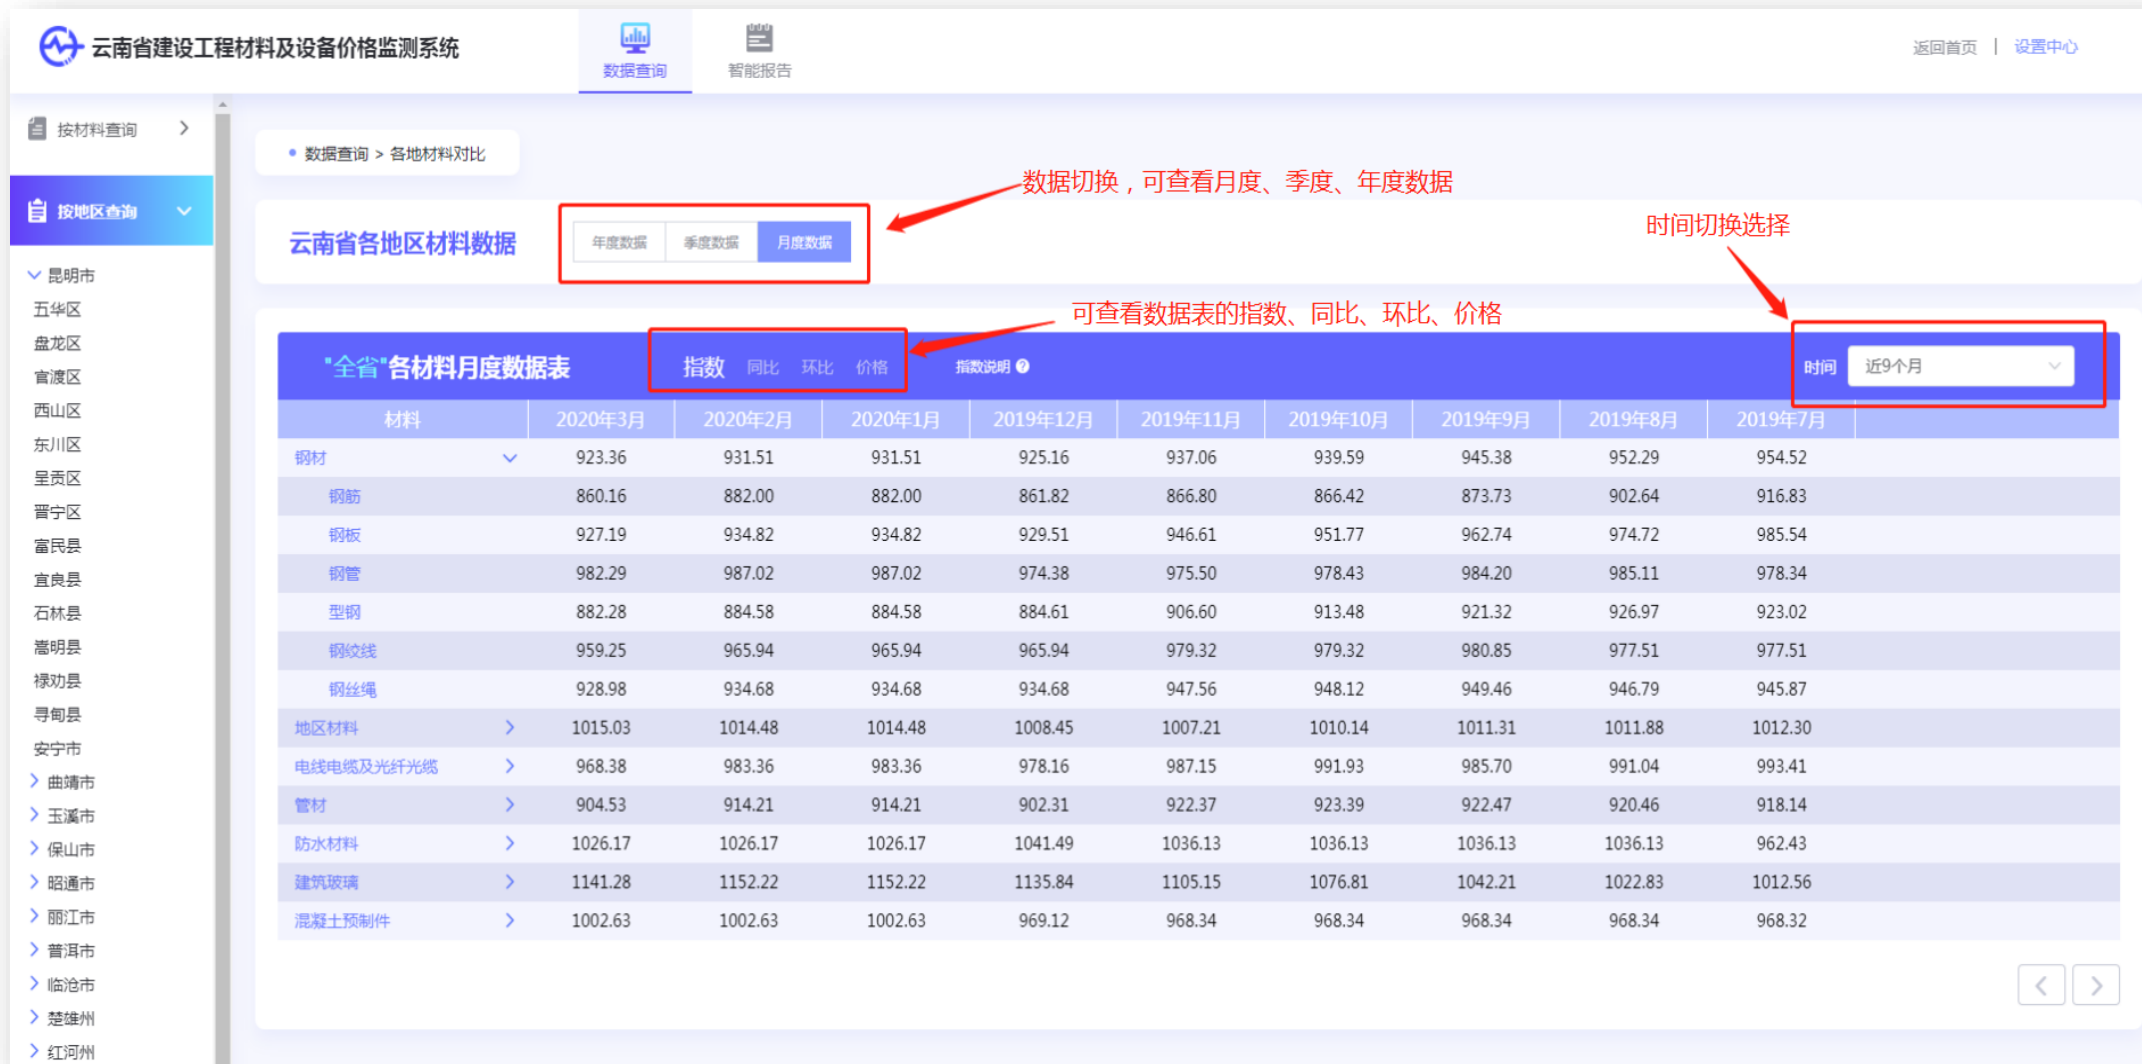 云南省建设工程材料及设备价格监测系统
数据查询
智能报告
返回首页 | 设置中心
按材料查询
按地区查询
昆明市
五华区
盘龙区
官渡区
西山区
东川区
呈贡区
晋宁区
富民县
宜良县
石林县
嵩明县
禄劝县
寻甸县
安宁市
曲靖市
玉溪市
保山市
昭通市
丽江市
普洱市
临沧市
楚雄州
红河州
数据查询 > 各地材料对比
数据切换，可查看月度、季度、年度数据
云南省各地区材料数据
年度数据 季度数据 月度数据
时间切换选择
可查看数据表的指数、同比、环比、价格
"全省"各材料月度数据表
指数 同比 环比 价格
指数说明 ?
时间 近9个月
材料 2020年3月 2020年2月 2020年1月 2019年12月 2019年11月 2019年10月 2019年9月 2019年8月 2019年7月
钢材 923.36 931.51 931.51 925.16 937.06 939.59 945.38 952.29 954.52
钢筋 860.16 882.00 882.00 861.82 866.80 866.42 873.73 902.64 916.83
钢板 927.19 934.82 934.82 929.51 946.61 951.77 962.74 974.72 985.54
钢管 982.29 987.02 987.02 974.38 975.50 978.43 984.20 985.11 978.34
型钢 882.28 884.58 884.58 884.61 906.60 913.48 921.32 926.97 923.02
钢绞线 959.25 965.94 965.94 965.94 979.32 979.32 980.85 977.51 977.51
钢丝绳 928.98 934.68 934.68 934.68 947.56 948.12 949.46 946.79 945.87
地区材料 1015.03 1014.48 1014.48 1008.45 1007.21 1010.14 1011.31 1011.88 1012.30
电线电缆及光纤光缆 968.38 983.36 983.36 978.16 987.15 991.93 985.70 991.04 993.41
管材 904.53 914.21 914.21 902.31 922.37 923.39 922.47 920.46 918.14
防水材料 1026.17 1026.17 1026.17 1041.49 1036.13 1036.13 1036.13 1036.13 962.43
建筑玻璃 1141.28 1152.22 1152.22 1135.84 1105.15 1076.81 1042.21 1022.83 1012.56
混凝土预制件 1002.63 1002.63 1002.63 969.12 968.34 968.34 968.34 968.34 968.32